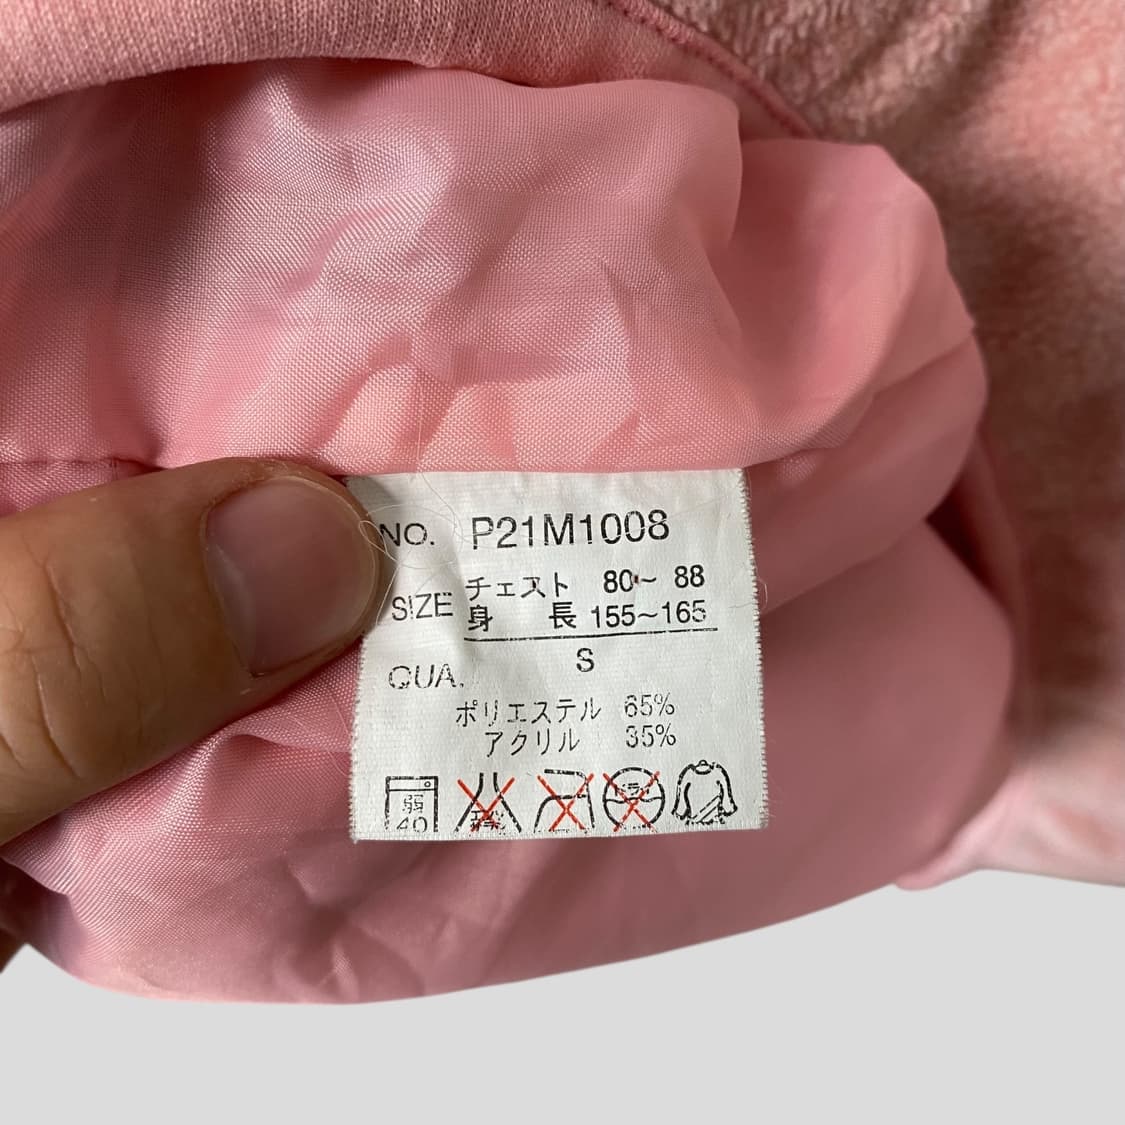 NO. P21M1008
SIZE チェスト 80~ 88
身 長 155~165
S
QUA.
ポリエステル 65%
アクリル 35%
弱
40